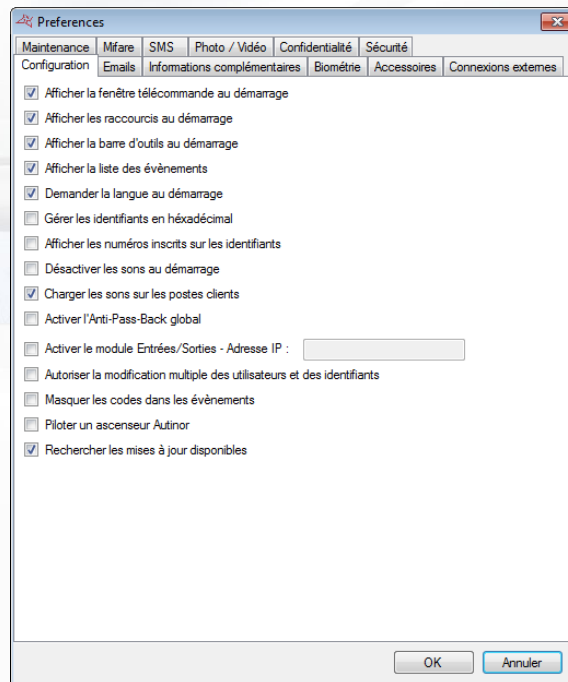 Preferences
Maintenance Mifare SMS Photo / Vidéo Confidentialité Sécurité
Configuration Emails Informations complémentaires Biométrie Accessoires Connexions externes
Afficher la fenêtre télécommande au démarrage
Afficher les raccourcis au démarrage
Afficher la barre d'outils au démarrage
Afficher la liste des évènements
Demander la langue au démarrage
Gérer les identifiants en héxadécimal
Afficher les numéros inscrits sur les identifiants
Désactiver les sons au démarrage
Charger les sons sur les postes clients
Activer l'Anti-Pass-Back global
Activer le module Entrées/Sorties - Adresse IP :
Autoriser la modification multiple des utilisateurs et des identifiants
Masquer les codes dans les évènements
Piloter un ascenseur Autinor
Rechercher les mises à jour disponibles
OK Annuler